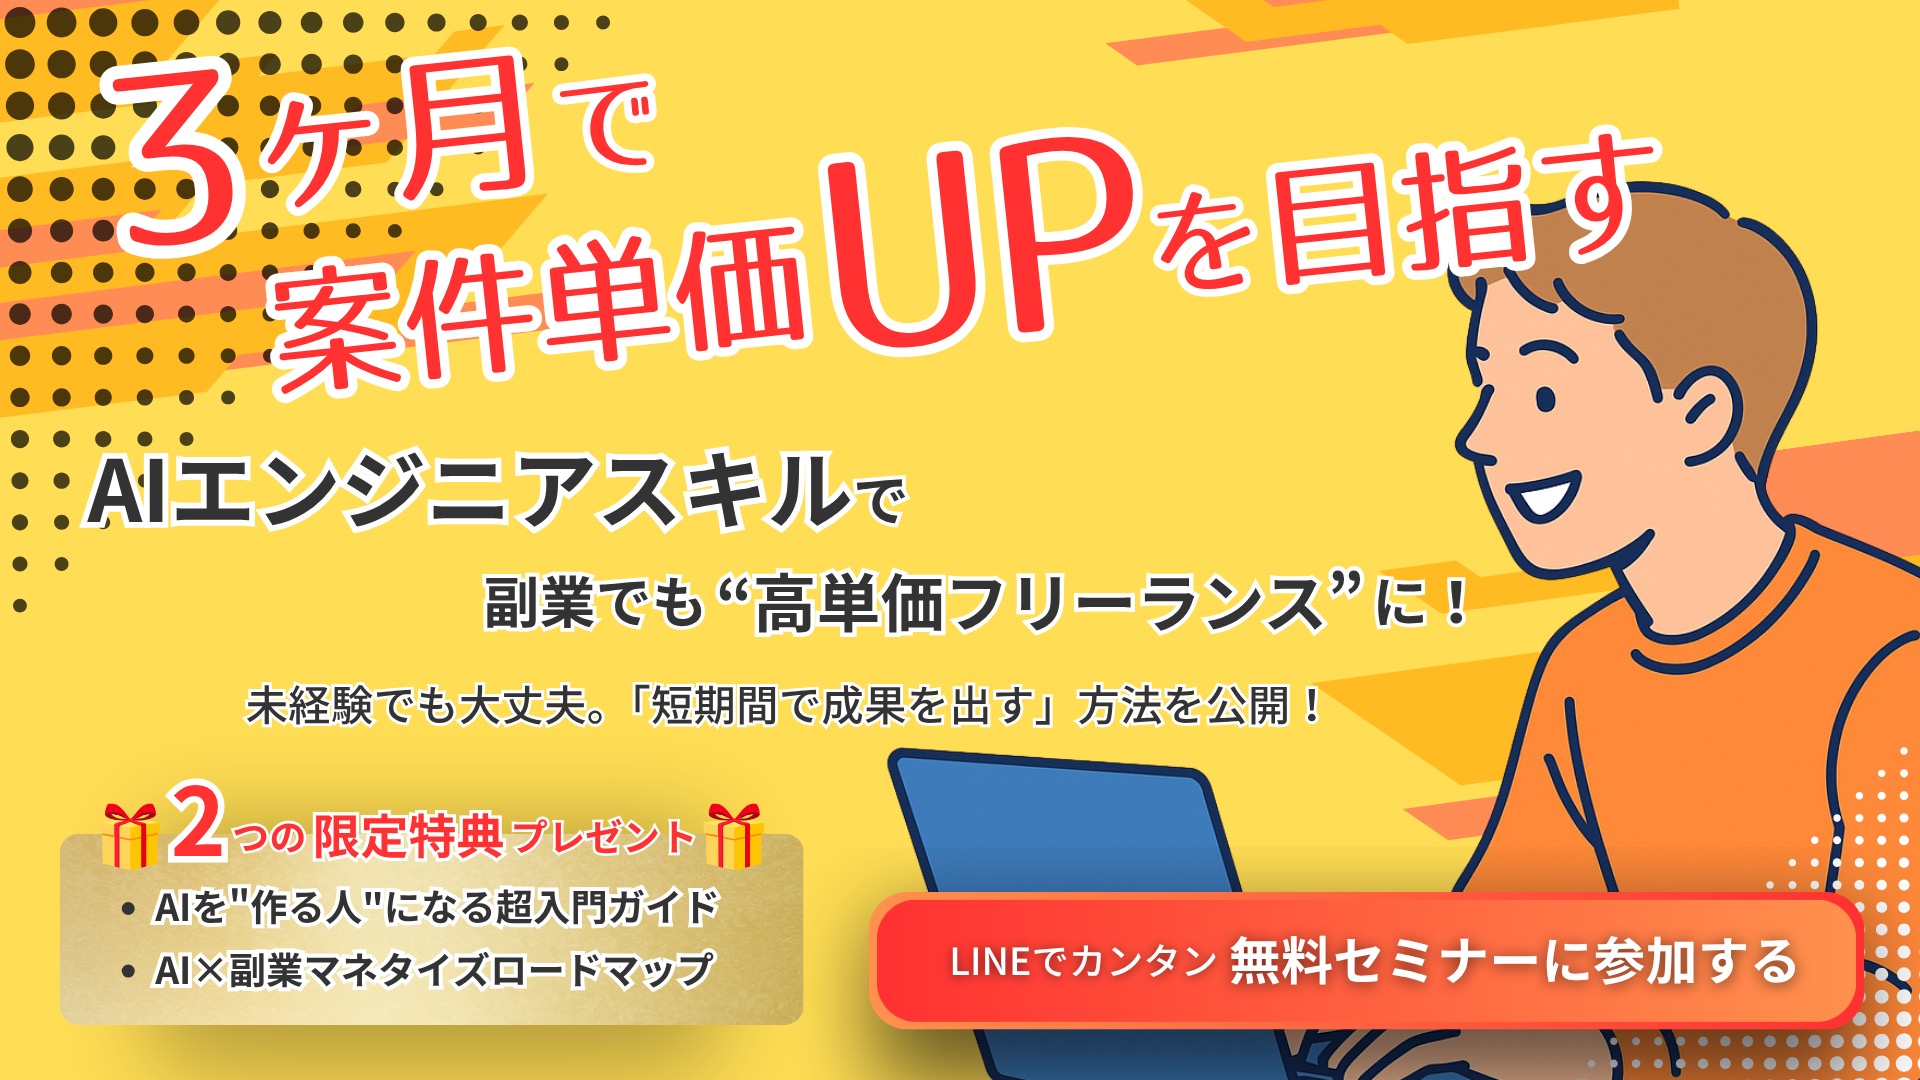 3ヶ月で
案件単価UPを目指す
AIエンジニアスキルで
副業でも“高単価フリーランス”に！
未経験でも大丈夫。「短期間で成果を出す」方法を公開！
2つの限定特典プレゼント
• AIを"作る人"になる超入門ガイド
• AI×副業マネタイズロードマップ
LINEでカンタン 無料セミナーに参加する